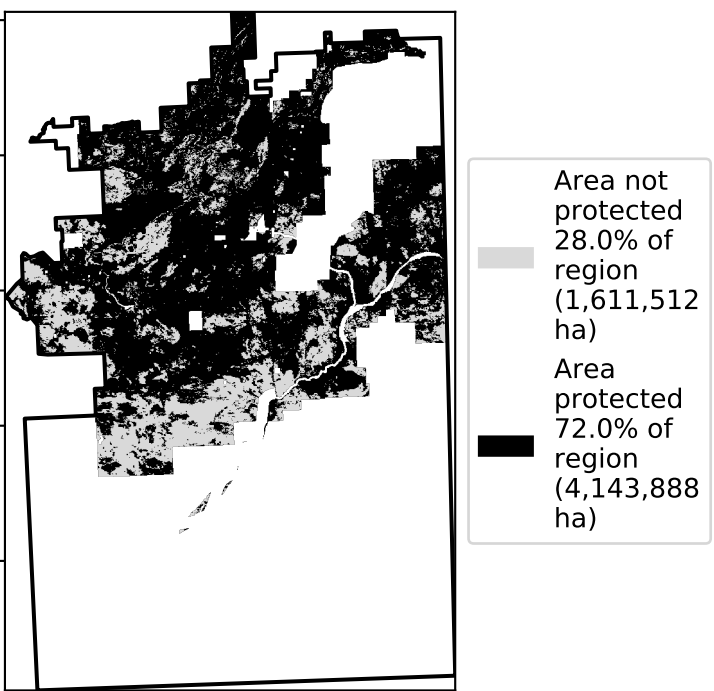 Area not
protected
28.0% of
region
(1,611,512
ha)
Area
protected
72.0% of
region
(4,143,888
ha)